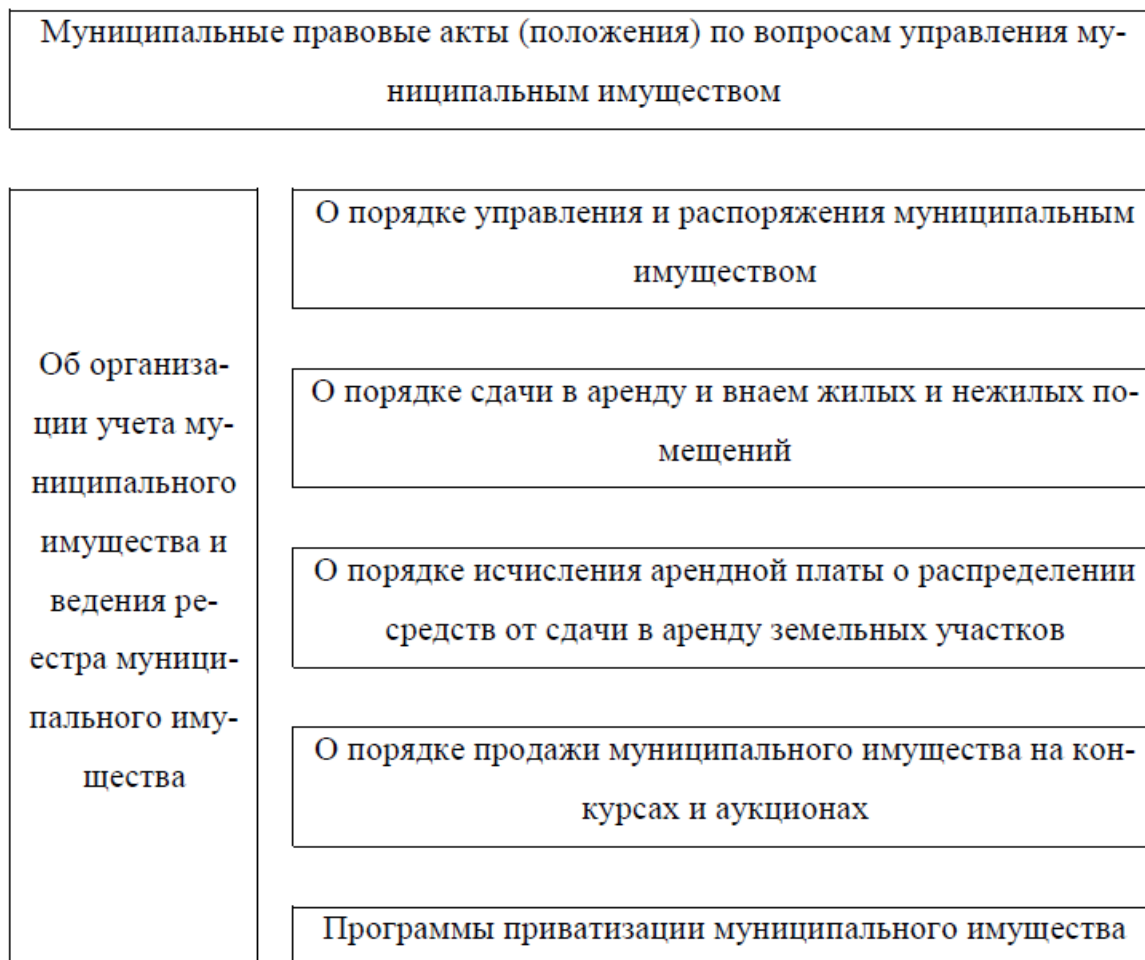 Муниципальные правовые акты (положения) по вопросам управления му-
ниципальным имуществом
Об организа-
ции учета му-
ниципального
имущества и
ведения ре-
естра муници-
пального иму-
щества
О порядке управления и распоряжения муниципальным
имуществом
О порядке сдачи в аренду и внаем жилых и нежилых по-
мещений
О порядке исчисления арендной платы о распределении
средств от сдачи в аренду земельных участков
О порядке продажи муниципального имущества на кон-
курсах и аукционах
Программы приватизации муниципального имущества